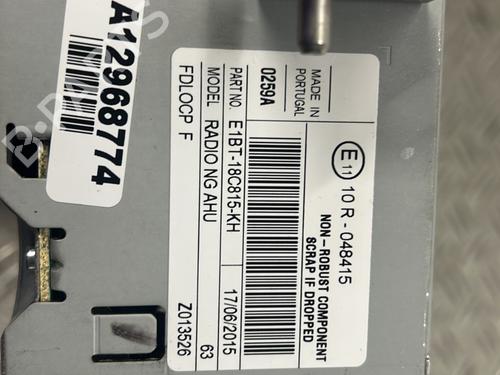 A12968774
MADE IN
PORTUGAL
0259A
PART NO. E1BT-18C815-KH 17/06/2015
MODEL RADIO NG AHU 63
FDLOCP F Z013526
E11 10 R - 048415
NON-ROBUST COMPONENT
SCRAP IF DROPPED